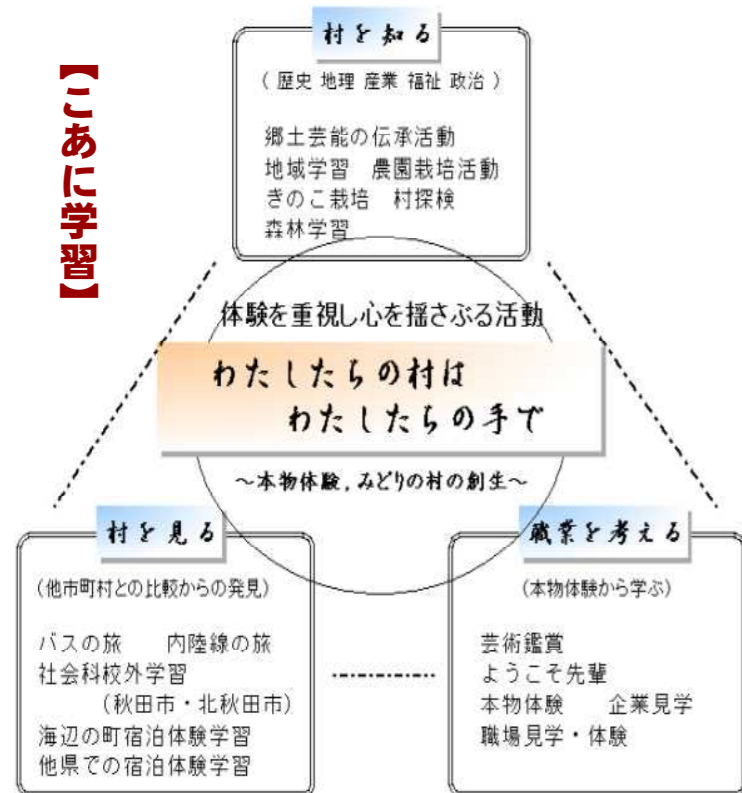 【こあに学習】
村を知る
（ 歴史 地理 産業 福祉 政治 ）
郷土芸能の伝承活動
地域学習　農園栽培活動
きのこ栽培　村探検
森林学習
体験を重視し心を揺さぶる活動
わたしたちの村は
わたしたちの手で
～本物体験，みどりの村の創生～
村を見る
（他市町村との比較からの発見）
バスの旅　　内陸線の旅
社会科校外学習
（秋田市・北秋田市）
海辺の町宿泊体験学習
他県での宿泊体験学習
職業を考える
（本物体験から学ぶ）
芸術鑑賞
ようこそ先輩
本物体験　　企業見学
職場見学・体験